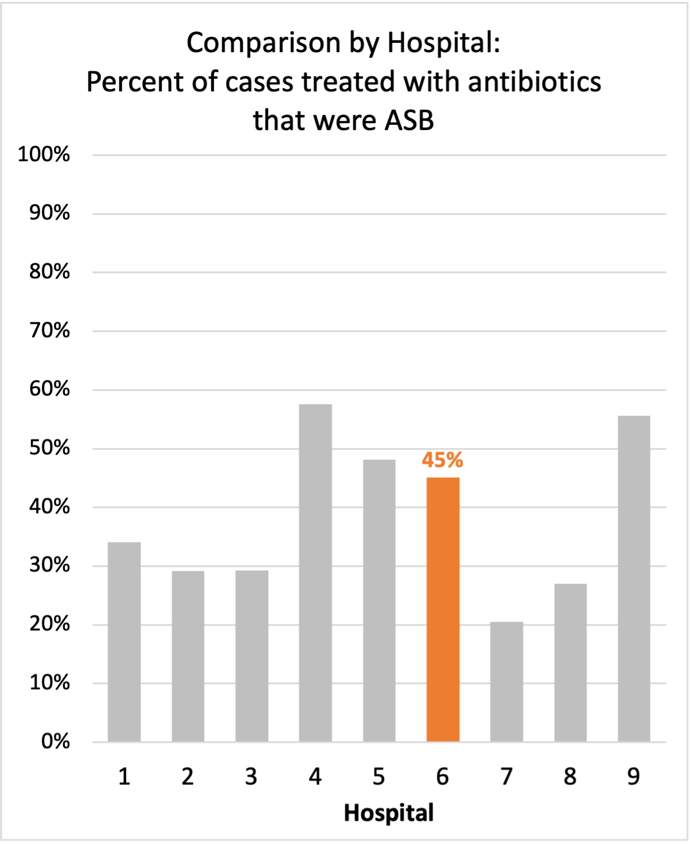 Comparison by Hospital:
Percent of cases treated with antibiotics
that were ASB
100%
90%
80%
70%
60%
50%
45%
40%
30%
20%
10%
0%
1 2 3 4 5 6 7 8 9
Hospital